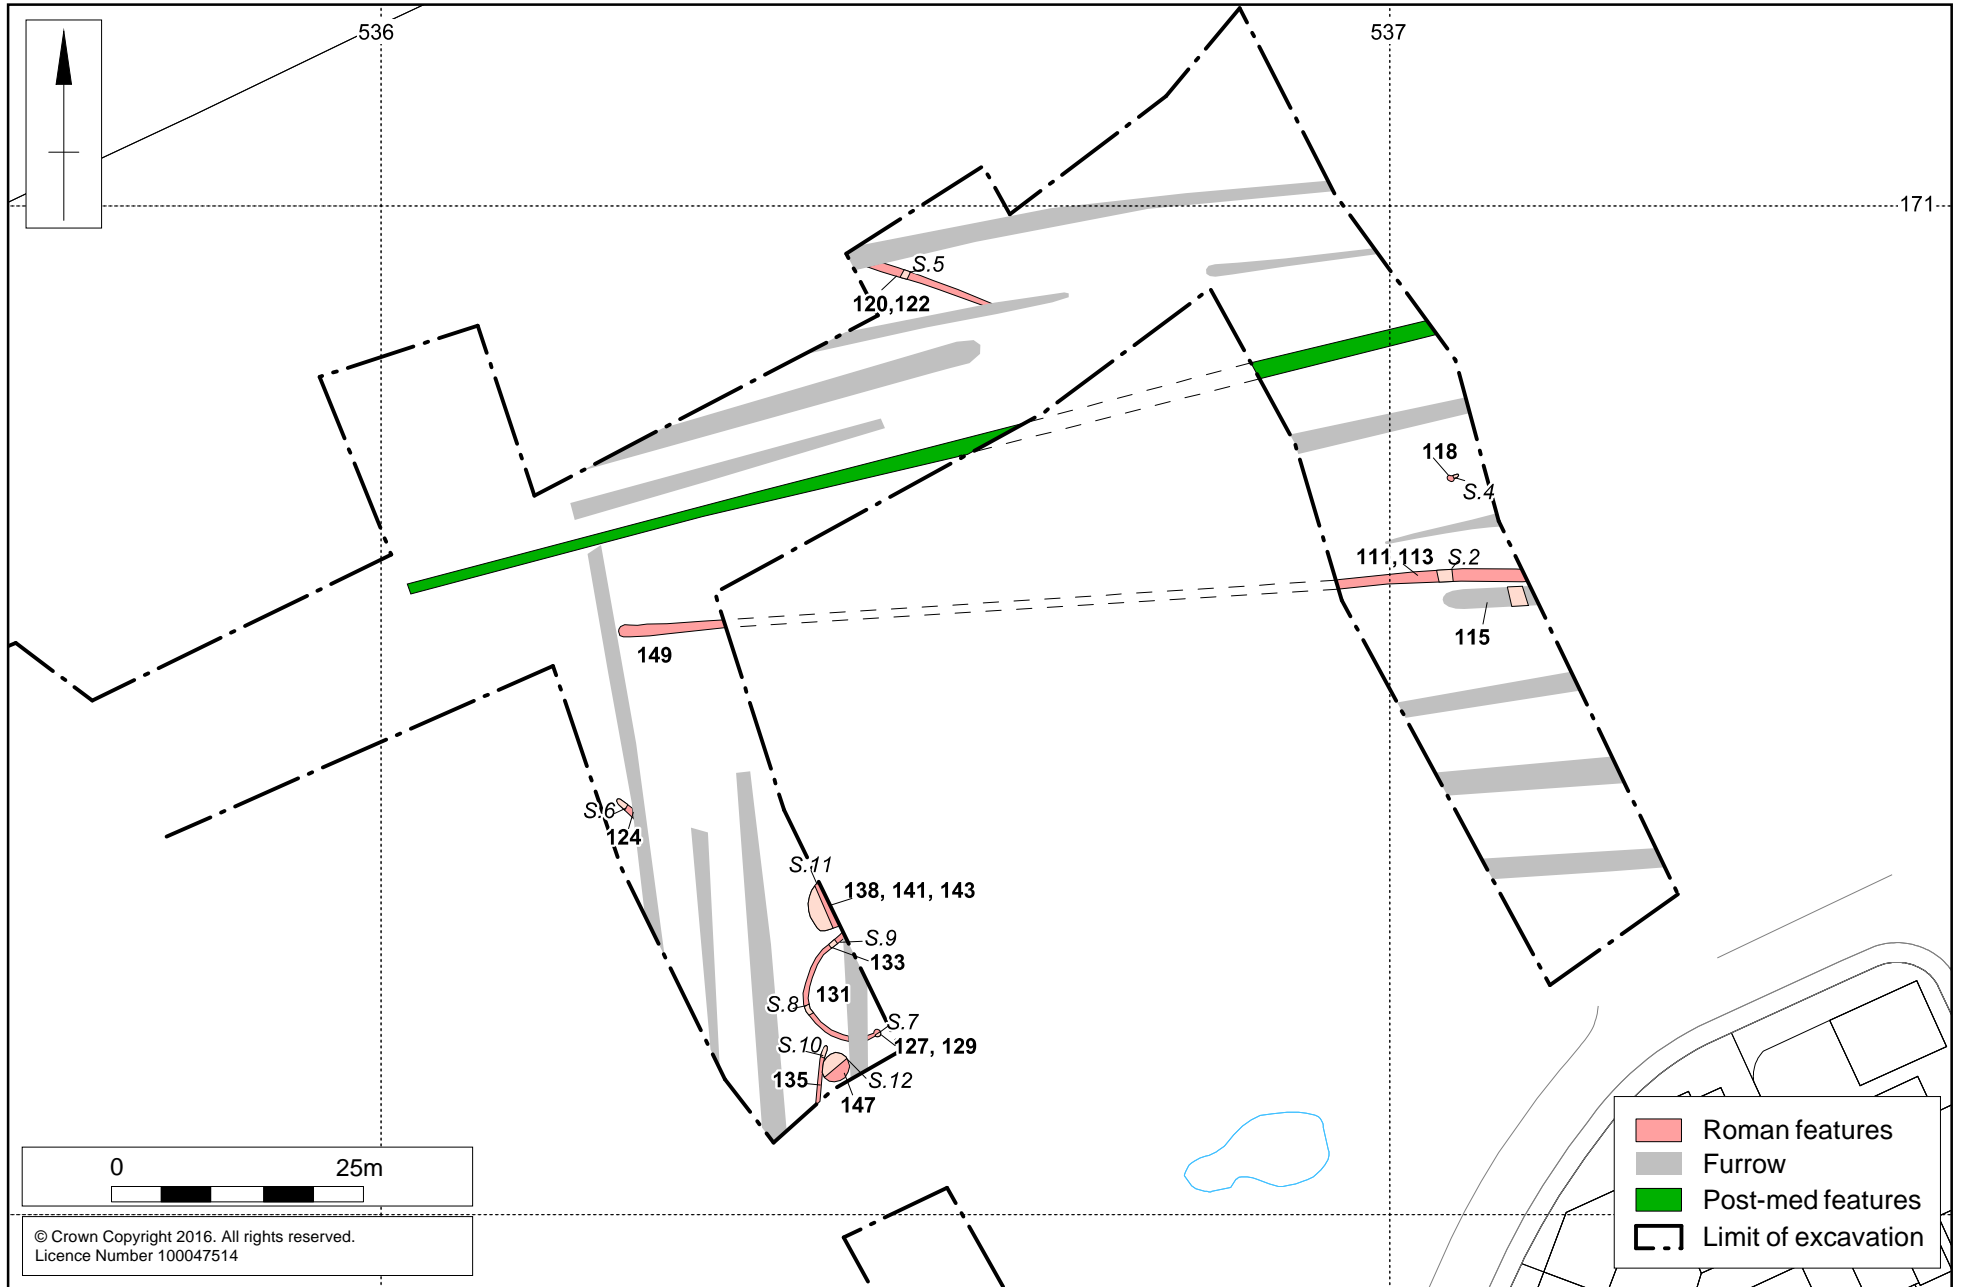 536
537
171
S.5
120,122
118
S.4
111,113
S.2
115
149
S.6
124
S.11
138, 141, 143
S.9
133
131
S.8
S.7
127, 129
S.10
135
S.12
147
0 25m
© Crown Copyright 2016. All rights reserved.
Licence Number 100047514
Roman features
Furrow
Post-med features
Limit of excavation